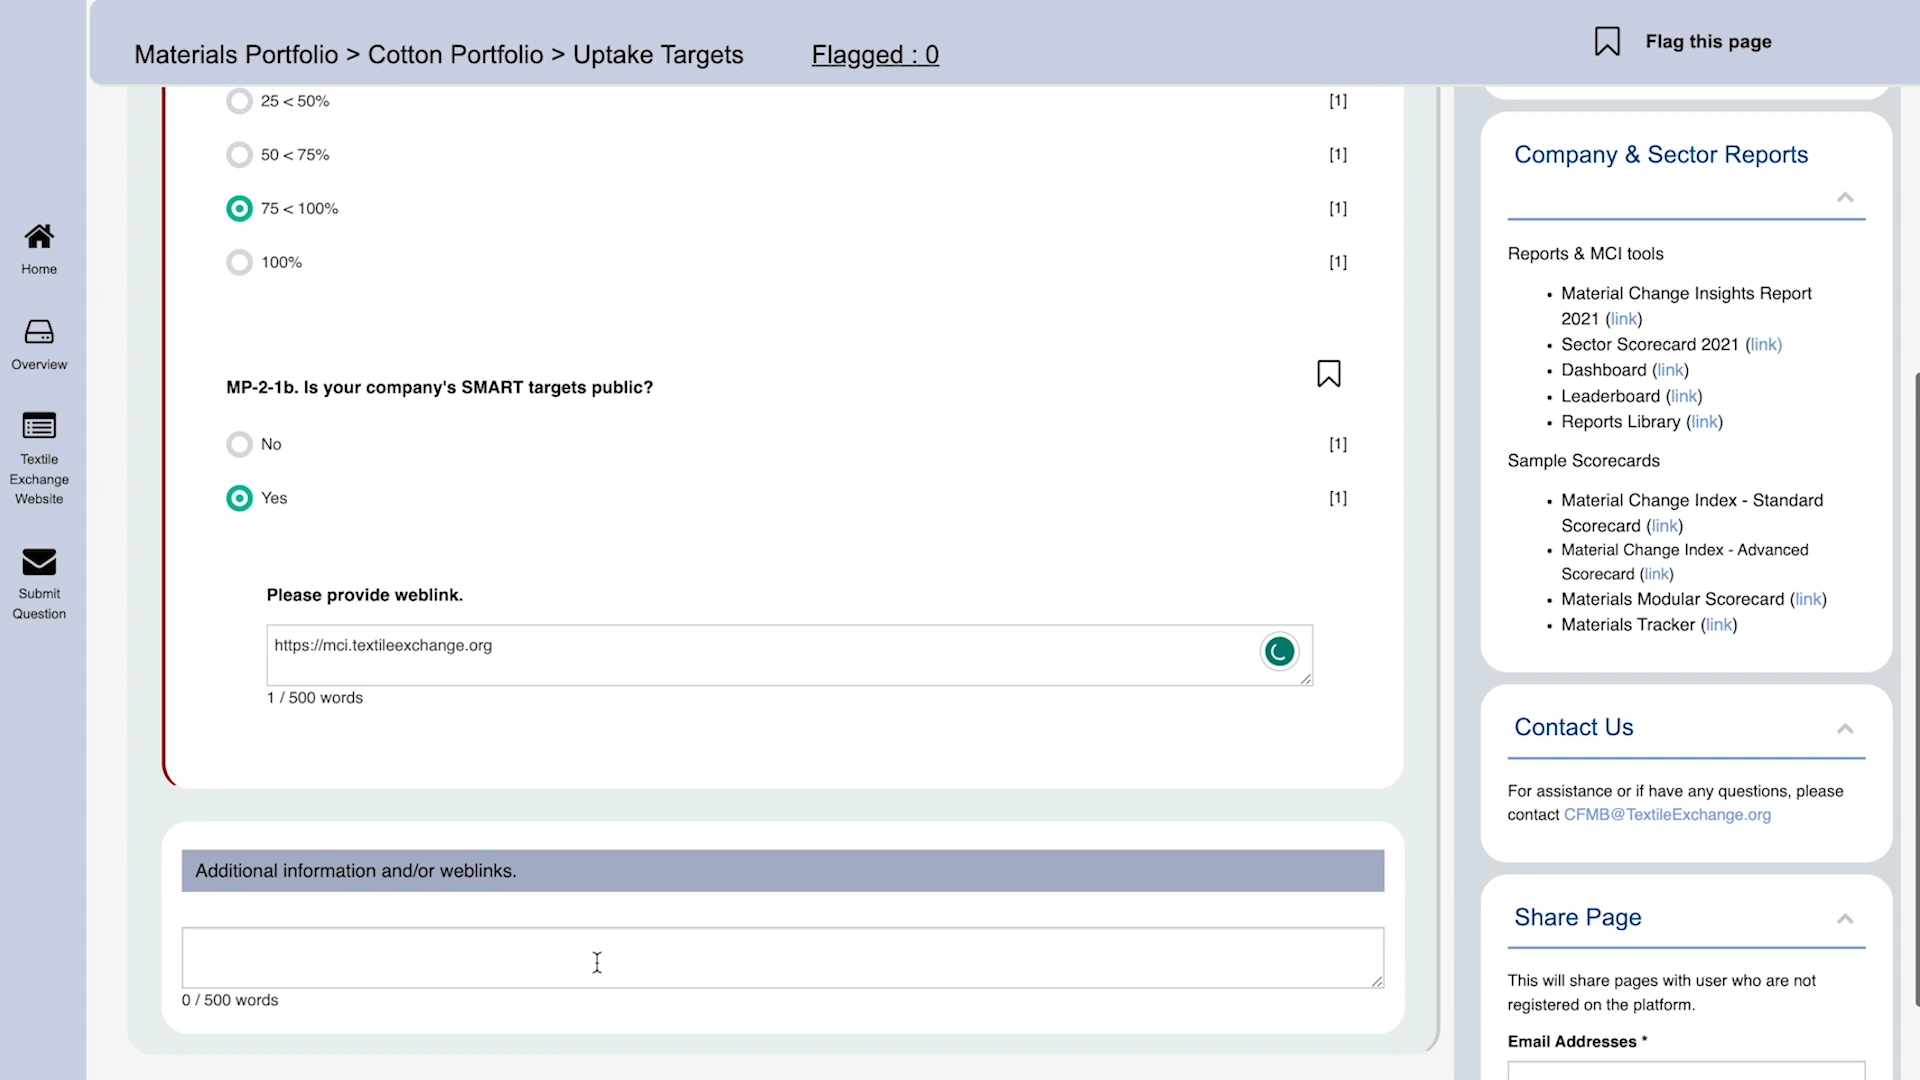 Materials Portfolio > Cotton Portfolio > Uptake Targets
Flagged : 0
Flag this page
Home
Overview
Textile
Exchange
Website
Submit
Question
25 < 50%
[1]
50 < 75%
[1]
75 < 100%
[1]
100%
[1]
MP-2-1b. Is your company's SMART targets public?
No
[1]
Yes
[1]
Please provide weblink.
https://mci.textileexchange.org
1 / 500 words
Additional information and/or weblinks.
0 / 500 words
Company & Sector Reports
Reports & MCI tools
• Material Change Insights Report
2021 (link)
• Sector Scorecard 2021 (link)
• Dashboard (link)
• Leaderboard (link)
• Reports Library (link)
Sample Scorecards
• Material Change Index - Standard
Scorecard (link)
• Material Change Index - Advanced
Scorecard (link)
• Materials Modular Scorecard (link)
• Materials Tracker (link)
Contact Us
For assistance or if have any questions, please
contact CFMB@TextileExchange.org
Share Page
This will share pages with user who are not
registered on the platform.
Email Addresses *